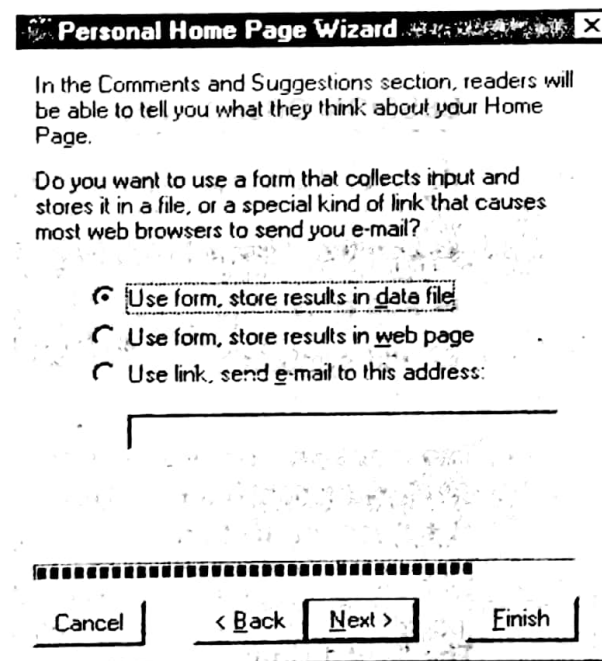 Personal Home Page Wizard
In the Comments and Suggestions section, readers will
be able to tell you what they think about your Home
Page.
Do you want to use a form that collects input and
stores it in a file, or a special kind of link that causes
most web browsers to send you e-mail?
Use form, store results in data file
Use form, store results in web page
Use link, send e-mail to this address:
Cancel < Back Next > Finish